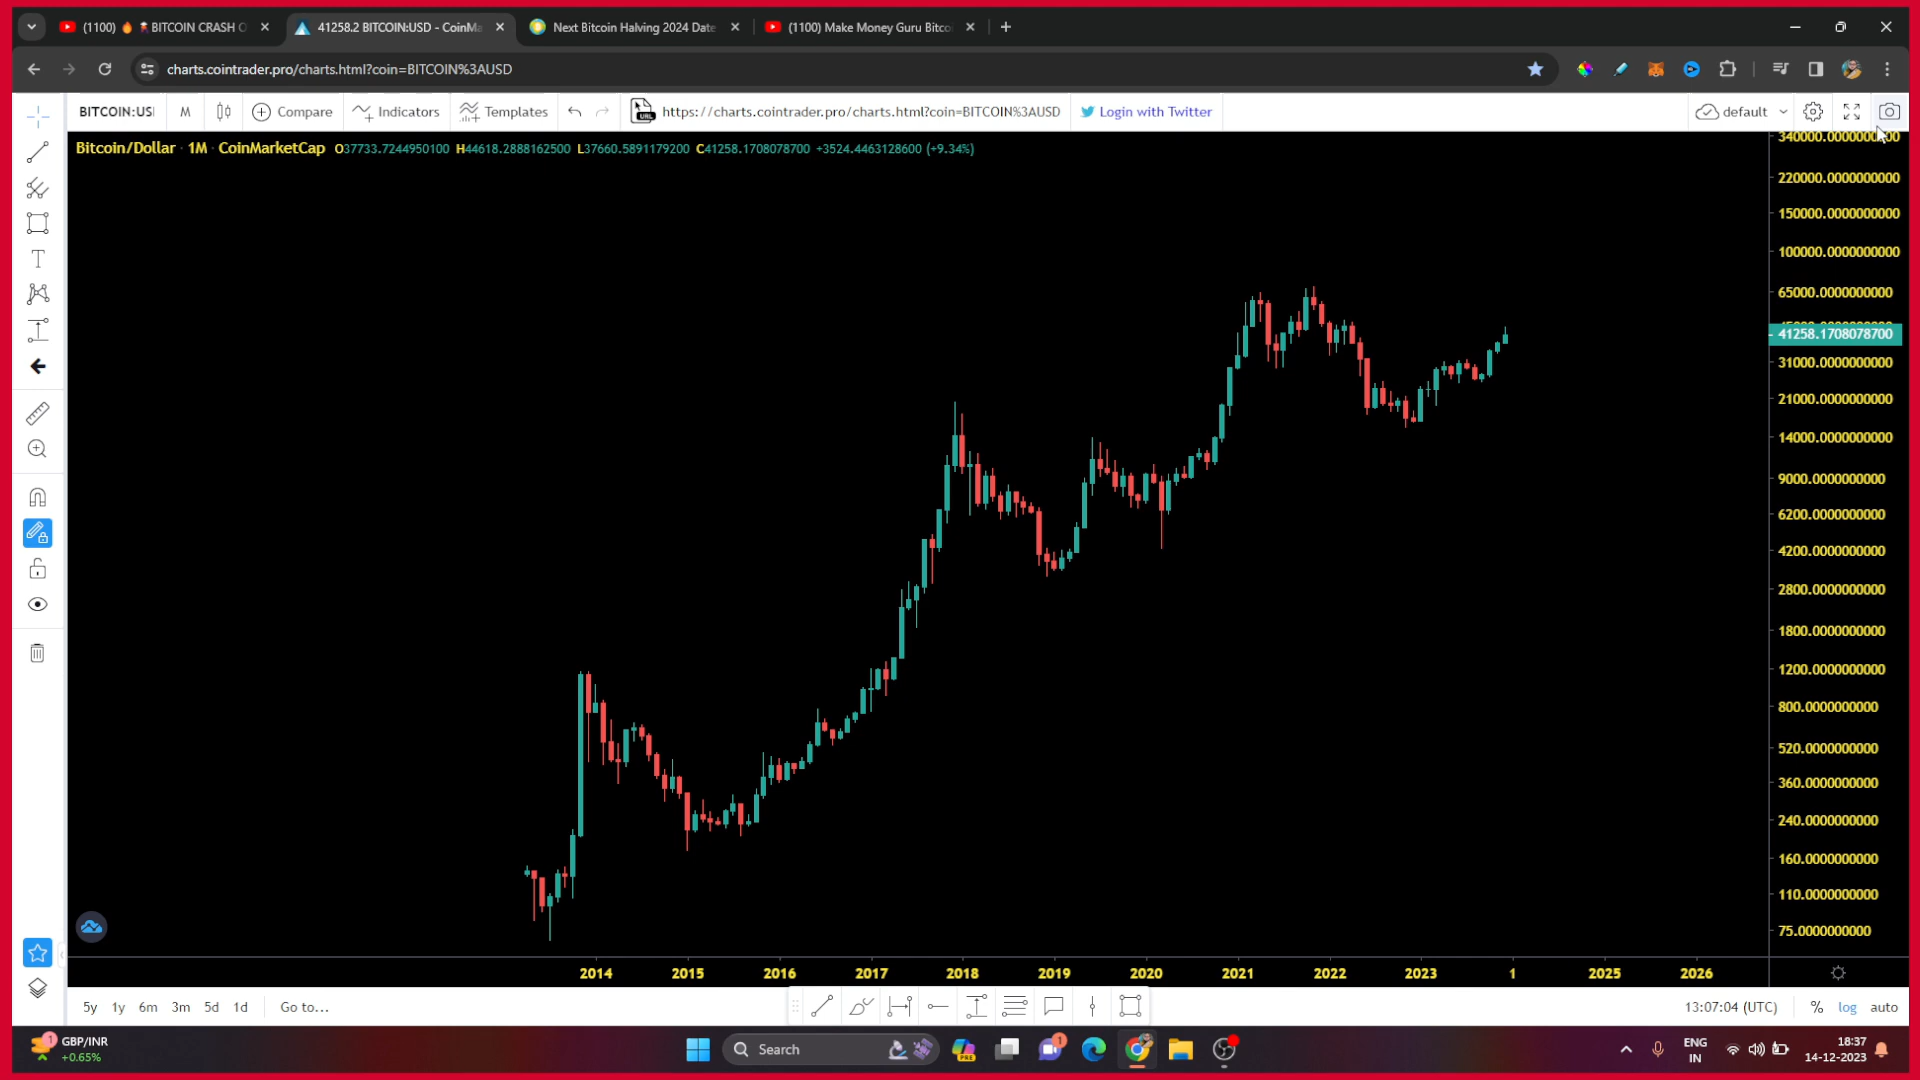 (1100) 🔥 BITCOIN CRASH O
41258.2 BITCOIN:USD - CoinMa
Next Bitcoin Halving 2024 Date
(1100) Make Money Guru Bitco
charts.cointrader.pro/charts.html?coin=BITCOIN%3AUSD
BITCOIN:US
M
Compare
Indicators
Templates
URL
https://charts.cointrader.pro/charts.html?coin=BITCOIN%3AUSD
Login with Twitter
default
Bitcoin/Dollar · 1M · CoinMarketCap O37733.7244950100 H44618.2888162500 L37660.5891179200 C41258.1708078700 +3524.4463128600 (+9.34%)
220000.0000000000
150000.0000000000
100000.0000000000
65000.0000000000
41258.1708078700
31000.0000000000
21000.0000000000
14000.0000000000
9000.0000000000
6200.0000000000
4200.0000000000
2800.0000000000
1800.0000000000
1200.0000000000
800.0000000000
520.0000000000
360.0000000000
240.0000000000
160.0000000000
110.0000000000
75.0000000000
2014 2015 2016 2017 2018 2019 2020 2021 2022 2023 1 2025 2026
5y 1y 6m 3m 5d 1d Go to...
13:07:04 (UTC) % log auto
1
GBP/INR
+0.65%
Search
PRE
1
ENG
IN
18:37
14-12-2023